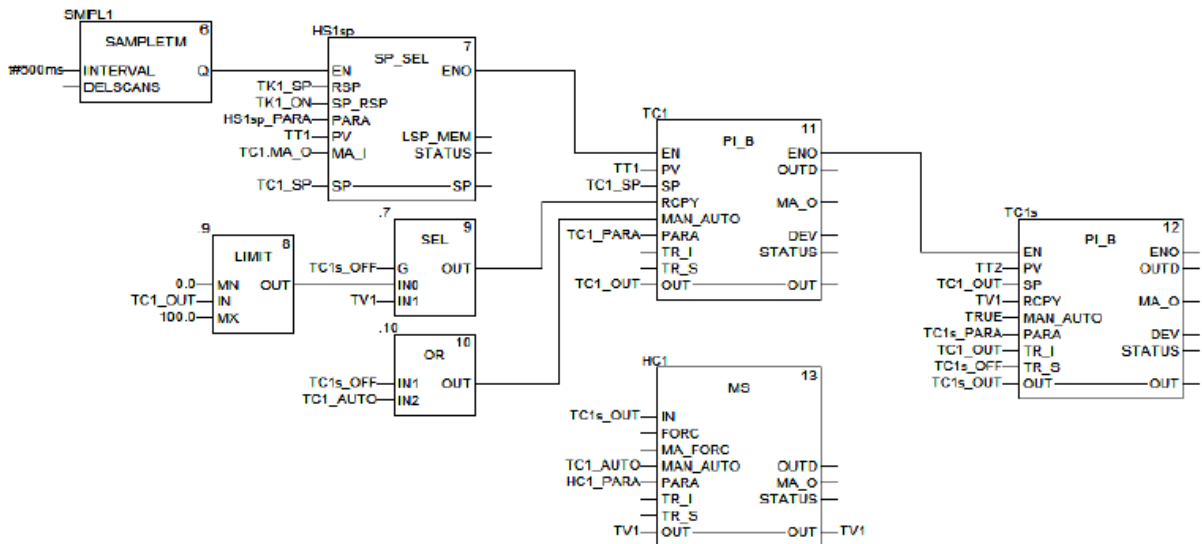 SMPL1
6
SAMPLETM
t#500ms INTERVAL Q
DELSCANS
HS1sp
7
SP_SEL
EN ENO
TK1_SP RSP
TK1_ON SP_RSP
HS1sp_PARA PARA
TT1 PV LSP_MEM
TC1.MA_O MA_I STATUS
TC1_SP SP SP
TC1
11
PI_B
EN ENO
TT1 PV OUTD
TC1_SP SP
RCPY MA_O
MAN_AUTO
TC1_PARA PARA DEV
TR_I STATUS
TR_S
TC1_OUT OUT OUT
.9
8
LIMIT
0.0 MN OUT
TC1_OUT IN
100.0 MX
.7
9
SEL
TC1s_OFF G OUT
IN0
TV1 IN1
.10
10
OR
TC1s_OFF IN1 OUT
TC1_AUTO IN2
TC1s
12
PI_B
EN ENO
TT2 PV OUTD
TC1_OUT SP
TV1 RCPY MA_O
TRUE MAN_AUTO
TC1s_PARA PARA DEV
TC1_OUT TR_I STATUS
TC1s_OFF TR_S
TC1s_OUT OUT OUT
HC1
13
MS
TC1s_OUT IN
FORC
MA_FORC
TC1_AUTO MAN_AUTO OUTD
HC1_PARA PARA MA_O
TR_I STATUS
TR_S
TV1 OUT OUT TV1